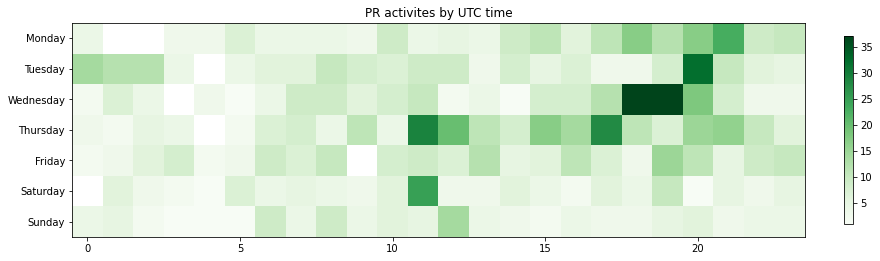 PR activites by UTC time
Monday
Tuesday
Wednesday
Thursday
Friday
Saturday
Sunday
0 5 10 15 20
35
30
25
20
15
10
5